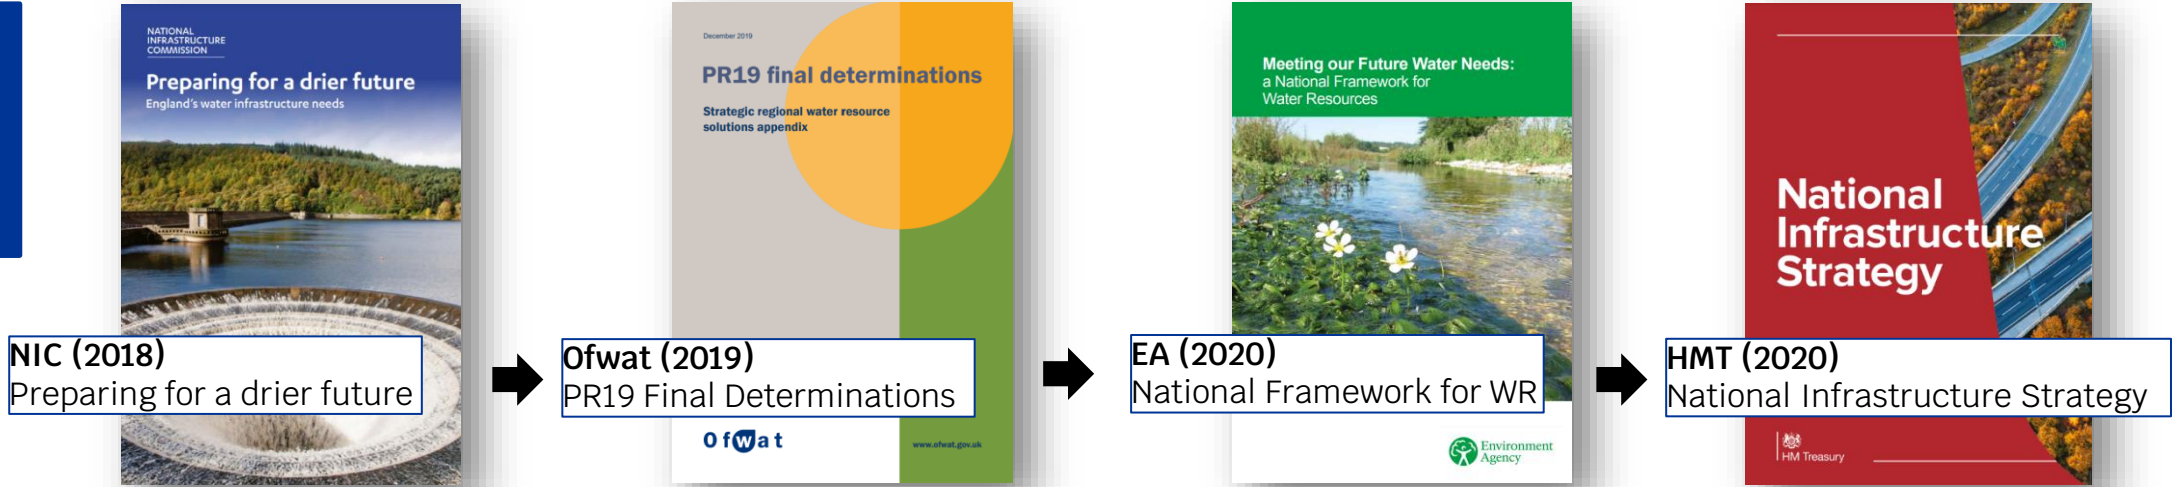 NATIONAL
INFRASTRUCTURE
COMMISSION
Preparing for a drier future
England's water infrastructure needs
NIC (2018)
Preparing for a drier future
December 2019
PR19 final determinations
Strategic regional water resource
solutions appendix
Ofwat (2019)
PR19 Final Determinations
Ofwat
www.ofwat.gov.uk
Meeting our Future Water Needs:
a National Framework for
Water Resources
EA (2020)
National Framework for WR
Environment
Agency
National
Infrastructure
Strategy
HMT (2020)
National Infrastructure Strategy
HM Treasury